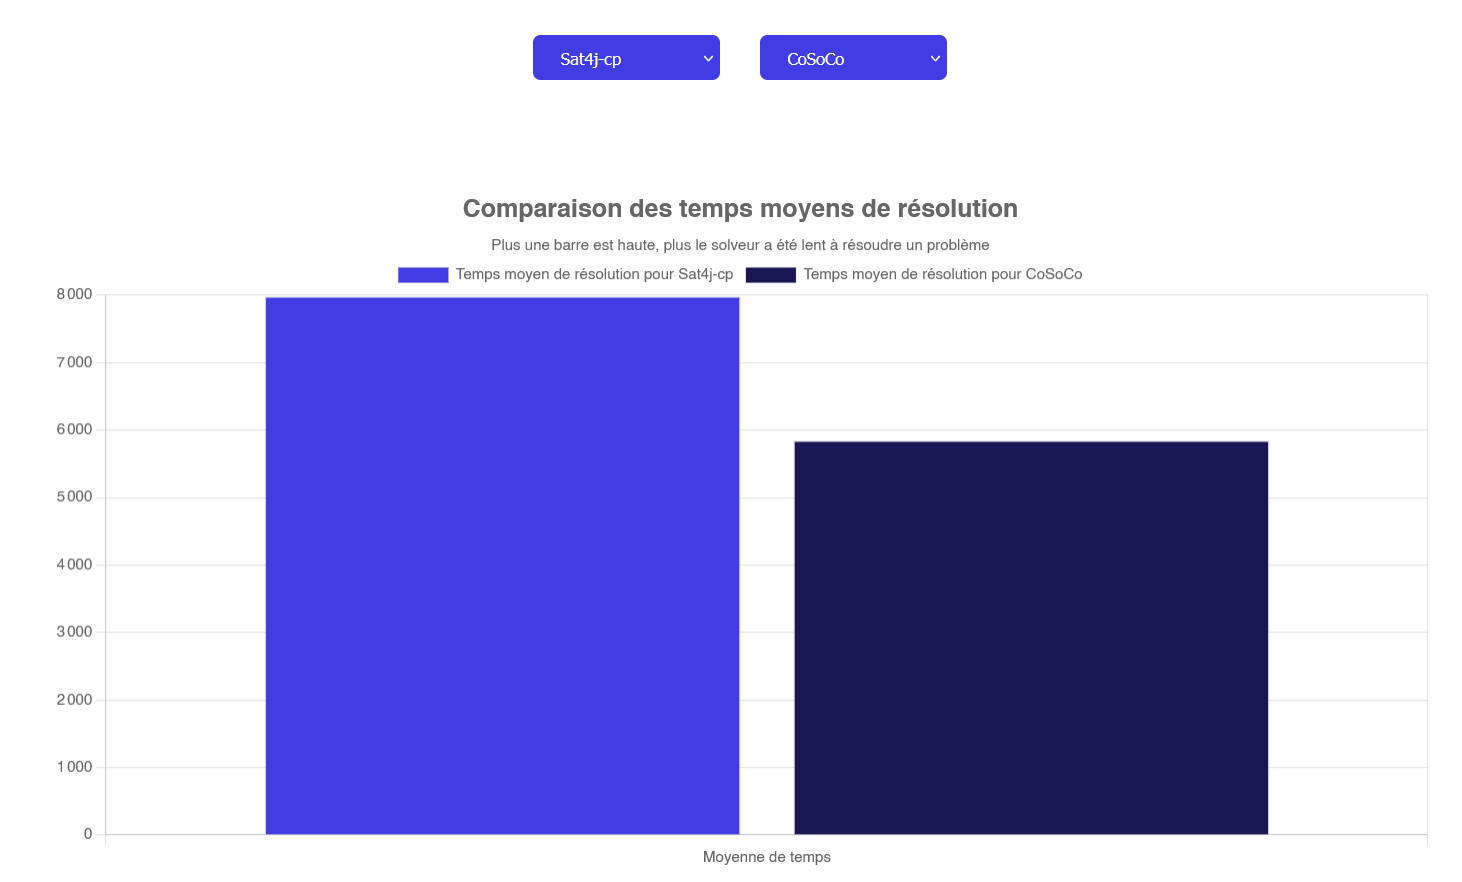 Sat4j-cp CoSoCo
Comparaison des temps moyens de résolution
Plus une barre est haute, plus le solveur a été lent à résoudre un problème
Temps moyen de résolution pour Sat4j-cp Temps moyen de résolution pour CoSoCo
8 000
7 000
6 000
5 000
4 000
3 000
2 000
1 000
0
Moyenne de temps